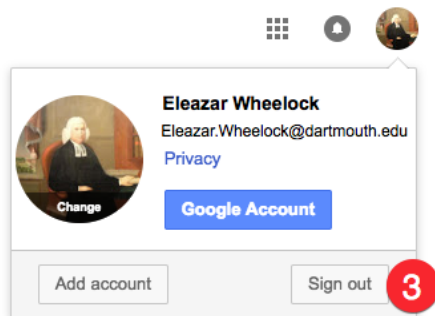 Eleazar Wheelock
Eleazar.Wheelock@dartmouth.edu
Privacy
Change
Google Account
Add account
Sign out
3